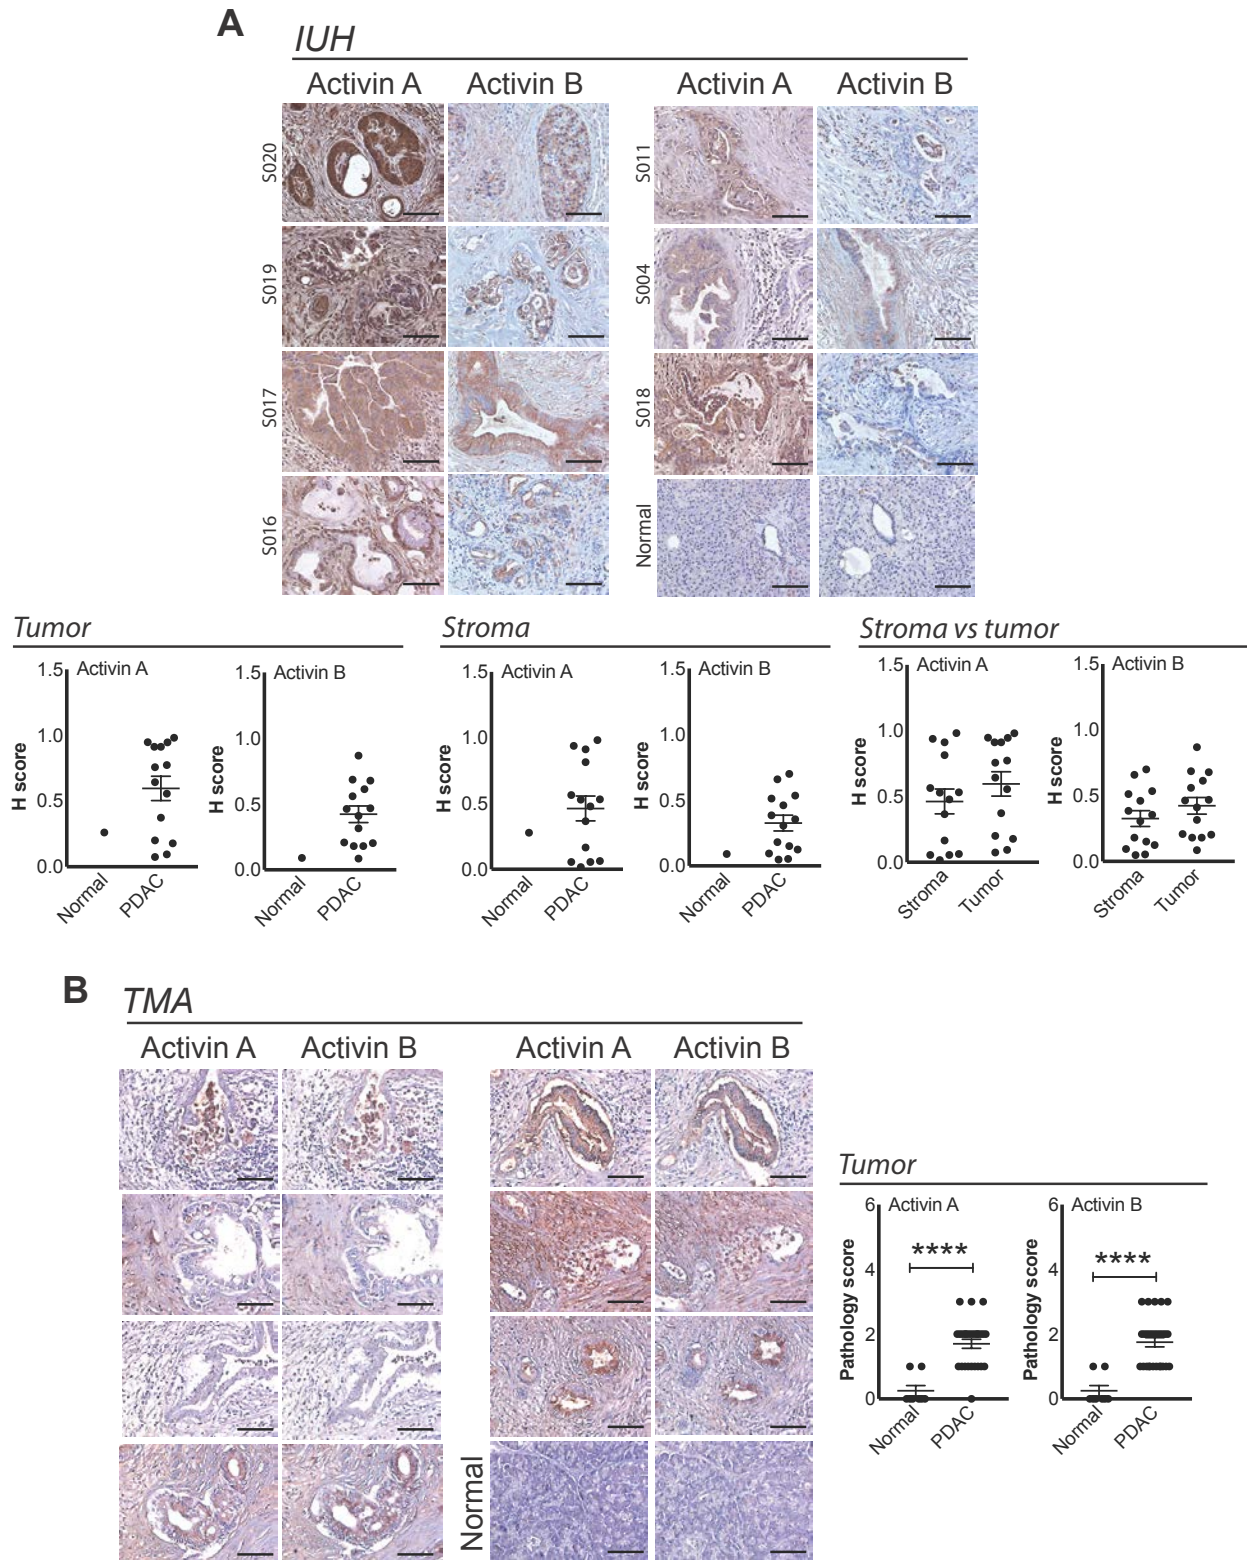 A
IUH
Activin A Activin B Activin A Activin B
S020
S011
S019
S004
S017
S018
S016
Normal
Tumor
Activin A
H score
1.5
1.0
0.5
0.0
Normal
PDAC
Activin B
H score
1.5
1.0
0.5
0.0
Normal
PDAC
Stroma
Activin A
H score
1.5
1.0
0.5
0.0
Normal
PDAC
Activin B
H score
1.5
1.0
0.5
0.0
Normal
PDAC
Stroma vs tumor
Activin A
H score
1.5
1.0
0.5
0.0
Stroma
Tumor
Activin B
H score
1.5
1.0
0.5
0.0
Stroma
Tumor
B
TMA
Activin A Activin B Activin A Activin B
Normal
Tumor
Activin A
Pathology score
6
4
2
0
****
Normal
PDAC
Activin B
Pathology score
6
4
2
0
****
Normal
PDAC